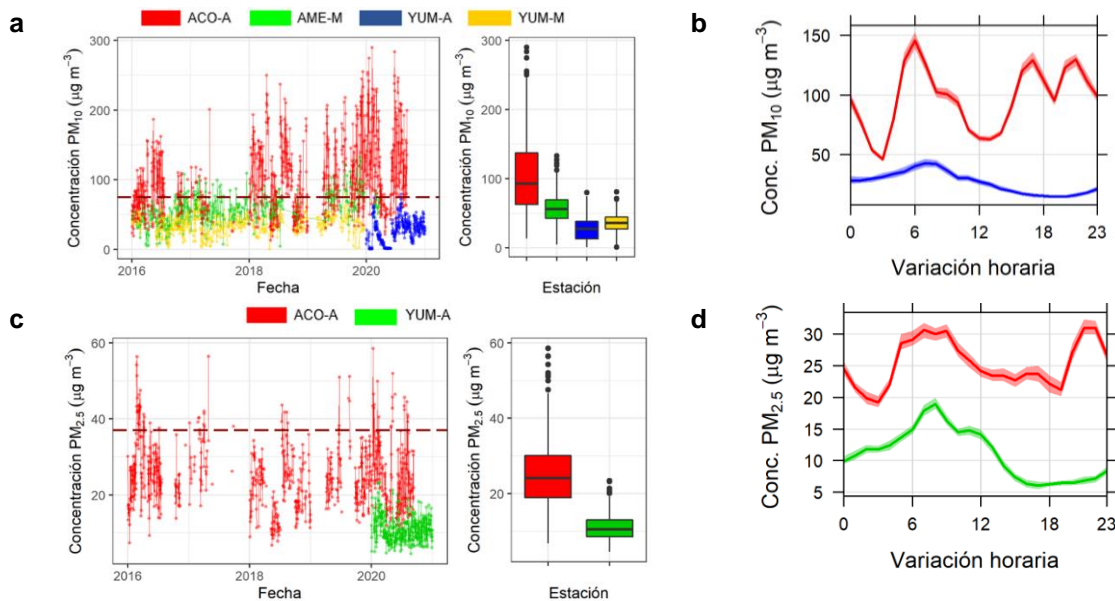 a
ACO-A AME-M YUM-A YUM-M
Concentración PM10 (µg m−3)
300
200
100
0
2016 2018 2020
Fecha
Concentración PM10 (µg m−3)
300
200
100
0
Estación
b
Conc. PM10 (µg m−3)
150
100
50
0 6 12 18 23
Variación horaria
c
ACO-A YUM-A
Concentración PM2.5 (µg m−3)
60
40
20
2016 2018 2020
Fecha
Concentración PM2.5 (µg m−3)
60
40
20
Estación
d
Conc. PM2.5 (µg m−3)
30
25
20
15
10
5
0 6 12 18 23
Variación horaria